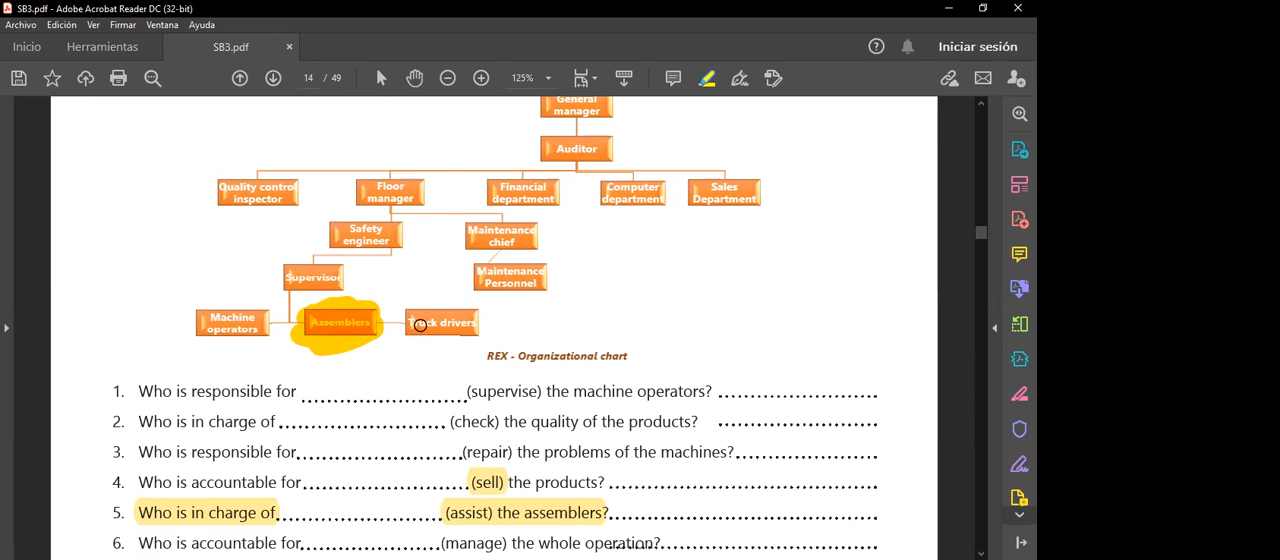 SB3.pdf - Adobe Acrobat Reader DC (32-bit)
Archivo Edición Ver Firmar Ventana Ayuda
Inicio Herramientas SB3.pdf × Iniciar sesión
14 / 49 125%
General manager
Auditor
Quality control inspector
Floor manager
Financial department
Computer department
Sales Department
Safety engineer
Maintenance chief
Supervisor
Maintenance Personnel
Machine operators
Assemblers
Truck drivers
REX - Organizational chart
1. Who is responsible for ................................ (supervise) the machine operators? ................................
2. Who is in charge of ................................ (check) the quality of the products? ................................
3. Who is responsible for................................(repair) the problems of the machines?............................
4. Who is accountable for................................(sell) the products? ................................................
5. Who is in charge of................................ (assist) the assemblers?................................................
6. Who is accountable for...........................(manage) the whole operation?........................................